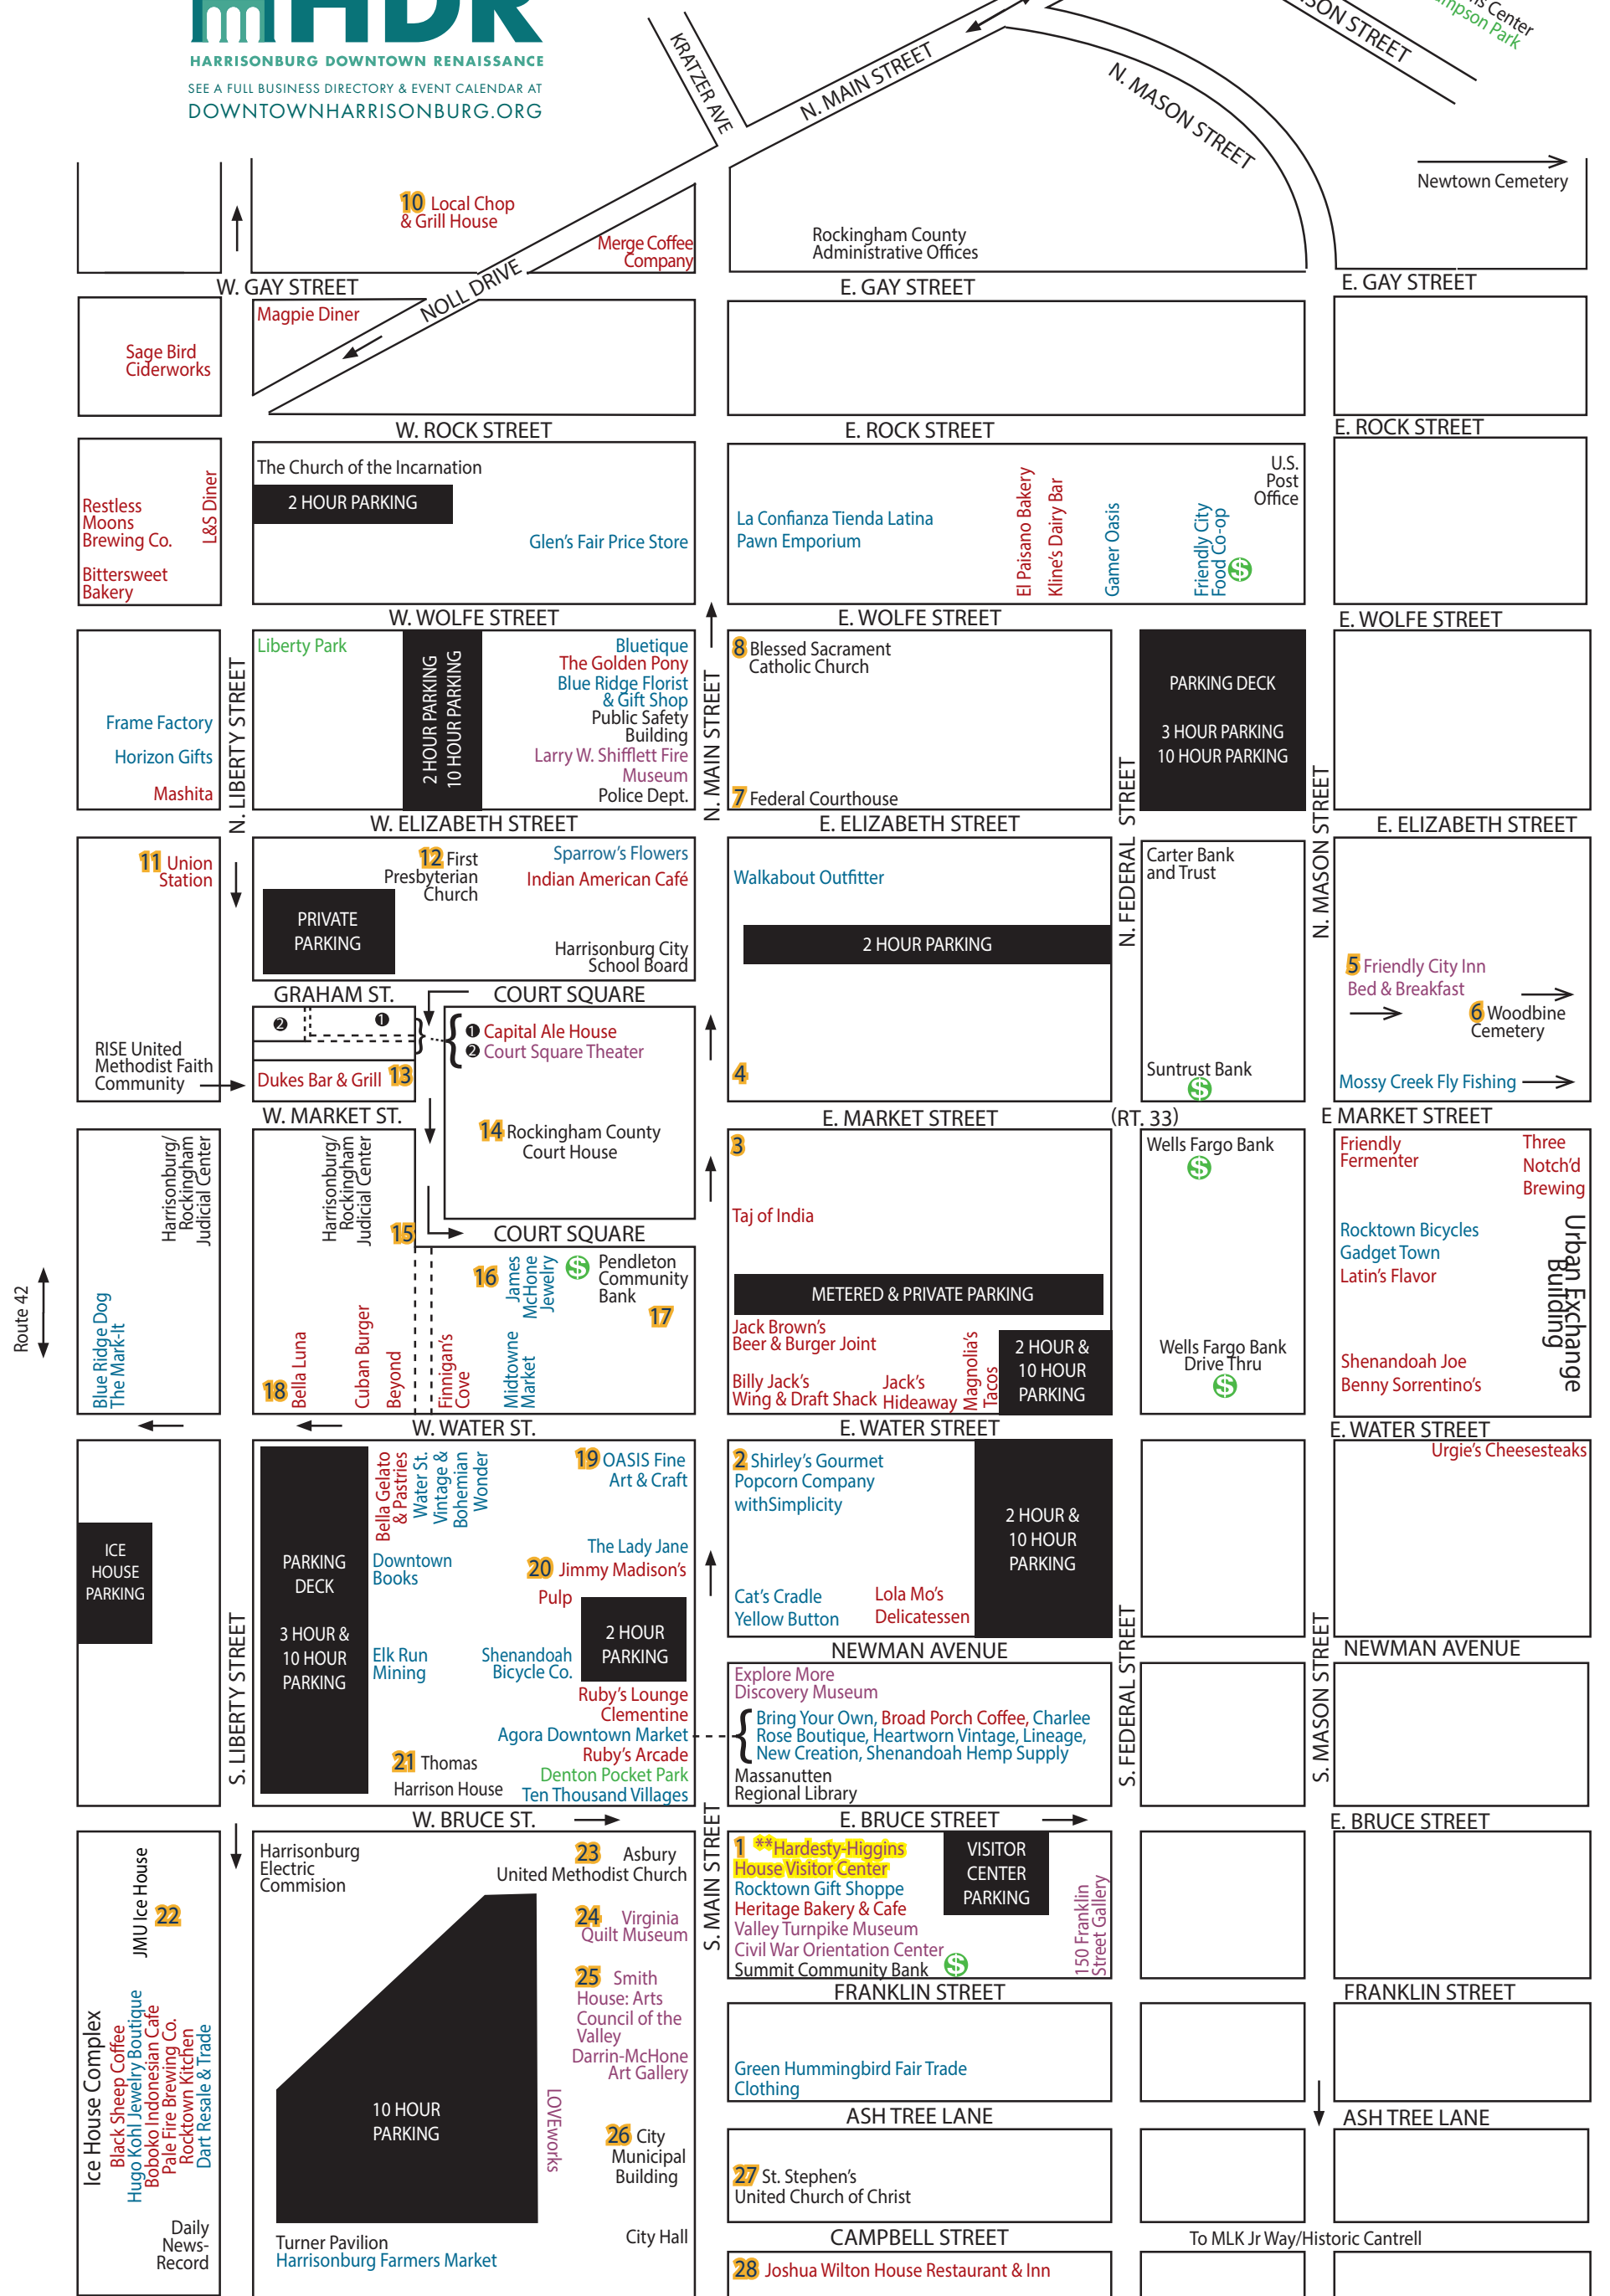 HDR
HARRISONBURG DOWNTOWN RENAISSANCE
SEE A FULL BUSINESS DIRECTORY & EVENT CALENDAR AT
DOWNTOWNHARRISONBURG.ORG
KRATZER AVE
N. MAIN STREET
N. MASON STREET
SON STREET
Center
mpson Park
Newtown Cemetery
10 Local Chop
& Grill House
Merge Coffee
Company
Rockingham County
Administrative Offices
W. GAY STREET
NOLL DRIVE
E. GAY STREET
E. GAY STREET
Magpie Diner
Sage Bird
Ciderworks
W. ROCK STREET
E. ROCK STREET
E. ROCK STREET
Restless
Moons
Brewing Co.
Bittersweet
Bakery
L&S Diner
The Church of the Incarnation
2 HOUR PARKING
Glen's Fair Price Store
La Confianza Tienda Latina
Pawn Emporium
El Paisano Bakery
Kline's Dairy Bar
Gamer Oasis
Friendly City
Food Co-op
$
U.S.
Post
Office
W. WOLFE STREET
E. WOLFE STREET
E. WOLFE STREET
Frame Factory
Horizon Gifts
Mashita
N. LIBERTY STREET
Liberty Park
2 HOUR PARKING
10 HOUR PARKING
Bluetique
The Golden Pony
Blue Ridge Florist
& Gift Shop
Public Safety
Building
Larry W. Shifflett Fire
Museum
Police Dept.
N. MAIN STREET
8 Blessed Sacrament
Catholic Church
7 Federal Courthouse
PARKING DECK
3 HOUR PARKING
10 HOUR PARKING
W. ELIZABETH STREET
E. ELIZABETH STREET
E. ELIZABETH STREET
N. FEDERAL STREET
N. MASON STREET
11 Union
Station
12 First
Presbyterian
Church
PRIVATE
PARKING
Sparrow's Flowers
Indian American Café
Harrisonburg City
School Board
Walkabout Outfitter
2 HOUR PARKING
4
Carter Bank
and Trust
Suntrust Bank
$
5 Friendly City Inn
Bed & Breakfast
6 Woodbine
Cemetery
Mossy Creek Fly Fishing
GRAHAM ST.
COURT SQUARE
2
1
1 Capital Ale House
2 Court Square Theater
RISE United
Methodist Faith
Community
Dukes Bar & Grill 13
14 Rockingham County
Court House
W. MARKET ST.
E. MARKET STREET
(RT. 33)
E MARKET STREET
Harrisonburg/
Rockingham
Judicial Center
Blue Ridge Dog
The Mark-It
Route 42
Harrisonburg/
Rockingham
Judicial Center
15
COURT SQUARE
18 Bella Luna
Cuban Burger
Beyond
Finnigan's
Cove
16
James
McHone
Jewelry
$
Pendleton
Community
Bank
17
Midtowne
Market
3
Taj of India
METERED & PRIVATE PARKING
Jack Brown's
Beer & Burger Joint
Billy Jack's
Wing & Draft Shack
Jack's
Hideaway
Magnolia's
Tacos
2 HOUR &
10 HOUR
PARKING
Wells Fargo Bank
$
Wells Fargo Bank
Drive Thru
$
Friendly
Fermenter
Three
Notch'd
Brewing
Rocktown Bicycles
Gadget Town
Latin's Flavor
Shenandoah Joe
Benny Sorrentino's
Urban Exchange
Building
W. WATER ST.
E. WATER STREET
E. WATER STREET
ICE
HOUSE
PARKING
S. LIBERTY STREET
PARKING
DECK
3 HOUR &
10 HOUR
PARKING
Bella Gelato
& Pastries
Water St.
Vintage &
Bohemian
Wonder
Downtown
Books
Elk Run
Mining
19 OASIS Fine
Art & Craft
The Lady Jane
20 Jimmy Madison's
Pulp
2 HOUR
PARKING
Shenandoah
Bicycle Co.
Ruby's Lounge
Clementine
Agora Downtown Market
Ruby's Arcade
Denton Pocket Park
Ten Thousand Villages
21 Thomas
Harrison House
2 Shirley's Gourmet
Popcorn Company
withSimplicity
Cat's Cradle
Yellow Button
Lola Mo's
Delicatessen
2 HOUR &
10 HOUR
PARKING
Urgie's Cheesesteaks
NEWMAN AVENUE
NEWMAN AVENUE
S. FEDERAL STREET
S. MASON STREET
Explore More
Discovery Museum
Bring Your Own, Broad Porch Coffee, Charlee
Rose Boutique, Heartworn Vintage, Lineage,
New Creation, Shenandoah Hemp Supply
Massanutten
Regional Library
W. BRUCE ST.
E. BRUCE STREET
E. BRUCE STREET
S. MAIN STREET
JMU Ice House
22
Ice House Complex
Black Sheep Coffee
Hugo Kohl Jewelry Boutique
Boboko Indonesian Cafe
Pale Fire Brewing Co.
Rocktown Kitchen
Dart Resale & Trade
Daily
News-
Record
Harrisonburg
Electric
Commision
10 HOUR
PARKING
Turner Pavilion
Harrisonburg Farmers Market
23 Asbury
United Methodist Church
24 Virginia
Quilt Museum
25 Smith
House: Arts
Council of the
Valley
Darrin-McHone
Art Gallery
LOVEworks
26 City
Municipal
Building
City Hall
1 **Hardesty-Higgins
House Visitor Center
Rocktown Gift Shoppe
Heritage Bakery & Cafe
Valley Turnpike Museum
Civil War Orientation Center
Summit Community Bank $
VISITOR
CENTER
PARKING
150 Franklin
Street Gallery
FRANKLIN STREET
FRANKLIN STREET
Green Hummingbird Fair Trade
Clothing
ASH TREE LANE
ASH TREE LANE
27 St. Stephen's
United Church of Christ
CAMPBELL STREET
To MLK Jr Way/Historic Cantrell
28 Joshua Wilton House Restaurant & Inn